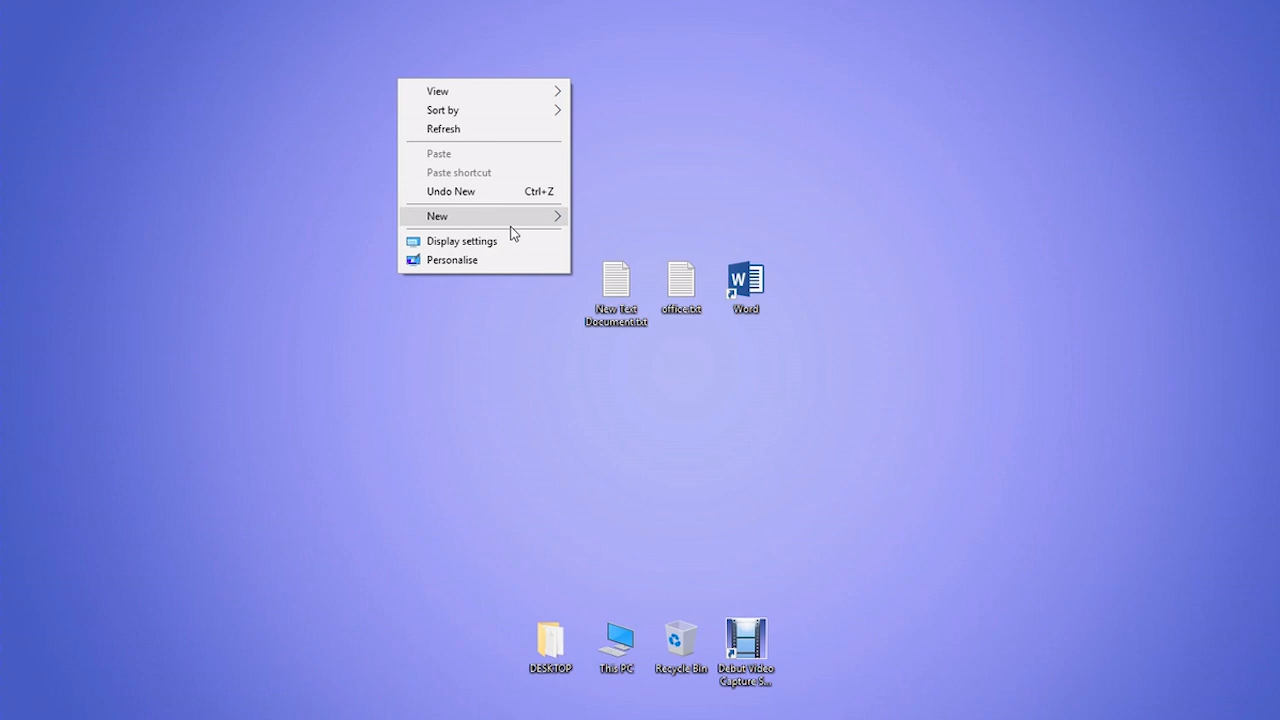 View
Sort by
Refresh
Paste
Paste shortcut
Undo New Ctrl+Z
New
Display settings
Personalise
New Text
Document.txt
office.txt
W
Word
DESKTOP
This PC
Recycle Bin
Debut Video
Capture S...